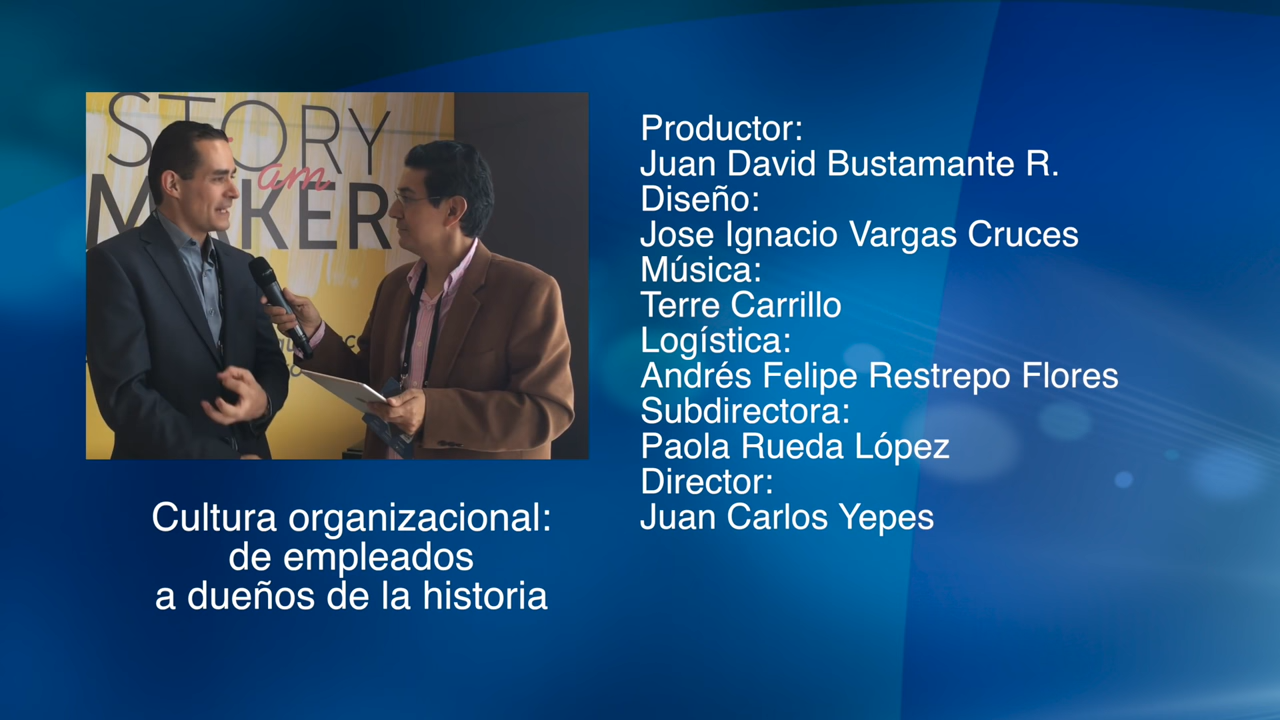 STORY
am
MAKER
Cultura organizacional:
de empleados
a dueños de la historia
Productor:
Juan David Bustamante R.
Diseño:
Jose Ignacio Vargas Cruces
Música:
Terre Carrillo
Logística:
Andrés Felipe Restrepo Flores
Subdirectora:
Paola Rueda López
Director:
Juan Carlos Yepes